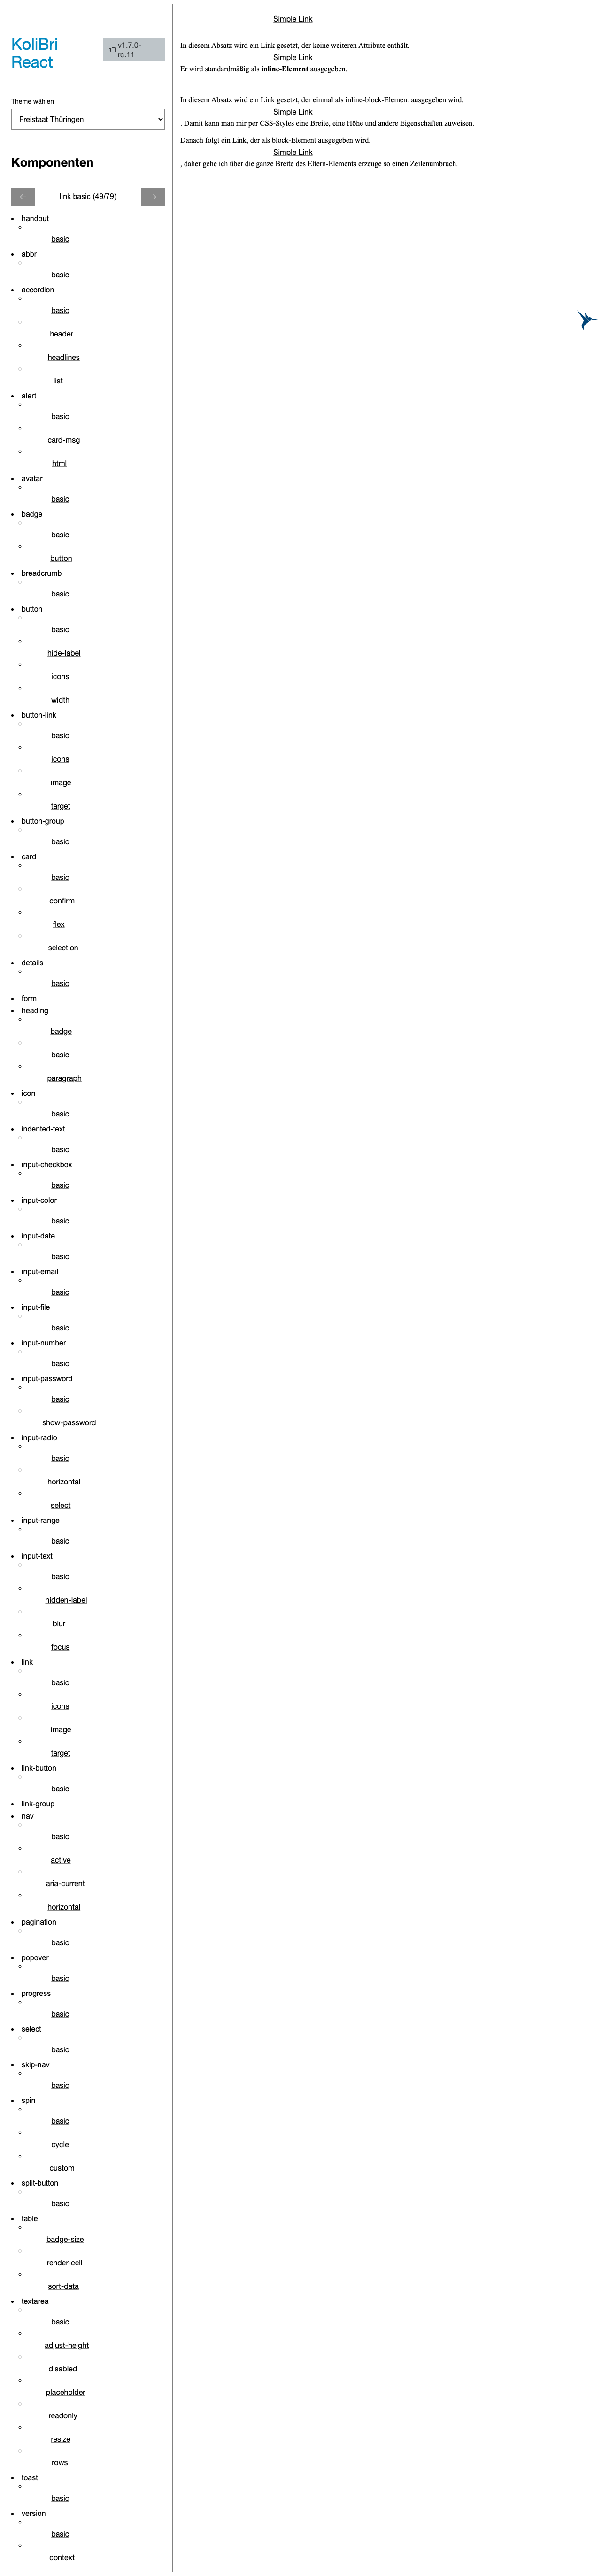 KoliBri
React
v1.7.0-
rc.11
Theme wählen
Freistaat Thüringen
Komponenten
link basic (49/79)
handout
basic
abbr
basic
accordion
basic
header
headlines
list
alert
basic
card-msg
html
avatar
basic
badge
basic
button
breadcrumb
basic
button
basic
hide-label
icons
width
button-link
basic
icons
image
target
button-group
basic
card
basic
confirm
flex
selection
details
basic
form
heading
badge
basic
paragraph
icon
basic
indented-text
basic
input-checkbox
basic
input-color
basic
input-date
basic
input-email
basic
input-file
basic
input-number
basic
input-password
basic
show-password
input-radio
basic
horizontal
select
input-range
basic
input-text
basic
hidden-label
blur
focus
link
basic
icons
image
target
link-button
basic
link-group
nav
basic
active
aria-current
horizontal
pagination
basic
popover
basic
progress
basic
select
basic
skip-nav
basic
spin
basic
cycle
custom
split-button
basic
table
badge-size
render-cell
sort-data
textarea
basic
adjust-height
disabled
placeholder
readonly
resize
rows
toast
basic
version
basic
context
Simple Link
In diesem Absatz wird ein Link gesetzt, der keine weiteren Attribute enthält.
Simple Link
Er wird standardmäßig als inline-Element ausgegeben.
In diesem Absatz wird ein Link gesetzt, der einmal als inline-block-Element ausgegeben wird.
Simple Link
. Damit kann man mir per CSS-Styles eine Breite, eine Höhe und andere Eigenschaften zuweisen.
Danach folgt ein Link, der als block-Element ausgegeben wird.
Simple Link
, daher gehe ich über die ganze Breite des Eltern-Elements erzeuge so einen Zeilenumbruch.